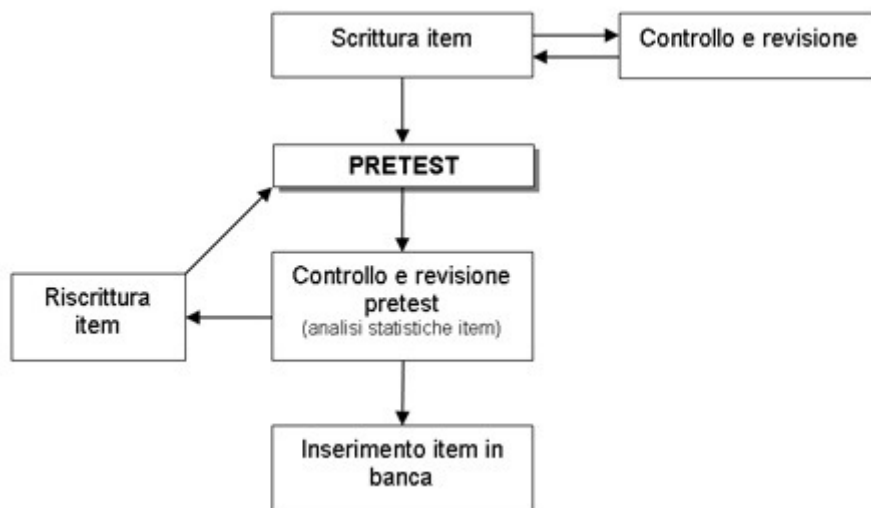 Scrittura item
Controllo e revisione
PRETEST
Controllo e revisione
pretest
(analisi statistiche item)
Riscrittura
item
Inserimento item in
banca